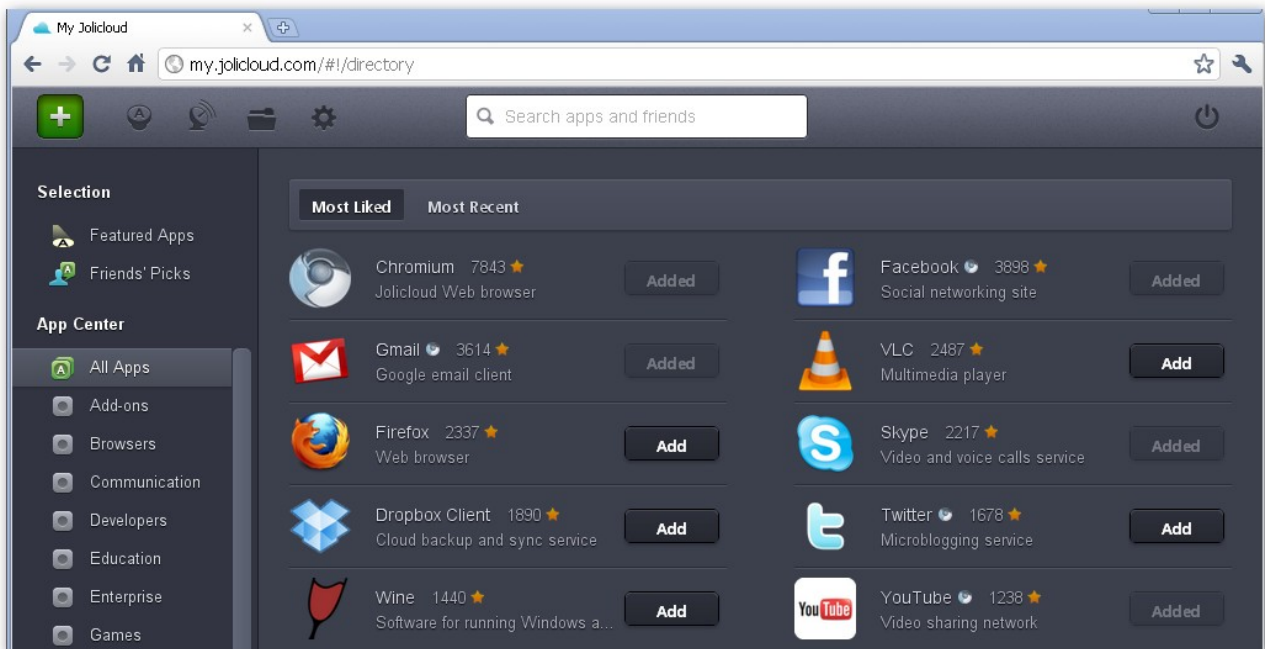 My Jolicloud
my.jolicloud.com/#!/directory
Search apps and friends
Selection
Featured Apps
Friends' Picks
App Center
All Apps
Add-ons
Browsers
Communication
Developers
Education
Enterprise
Games
Most Liked Most Recent
Chromium 7843
Jolicloud Web browser
Added
Facebook 3898
Social networking site
Added
Gmail 3614
Google email client
Added
VLC 2487
Multimedia player
Add
Firefox 2337
Web browser
Add
Skype 2217
Video and voice calls service
Added
Dropbox Client 1890
Cloud backup and sync service
Add
Twitter 1678
Microblogging service
Add
Wine 1440
Software for running Windows a...
Add
You Tube
YouTube 1238
Video sharing network
Added